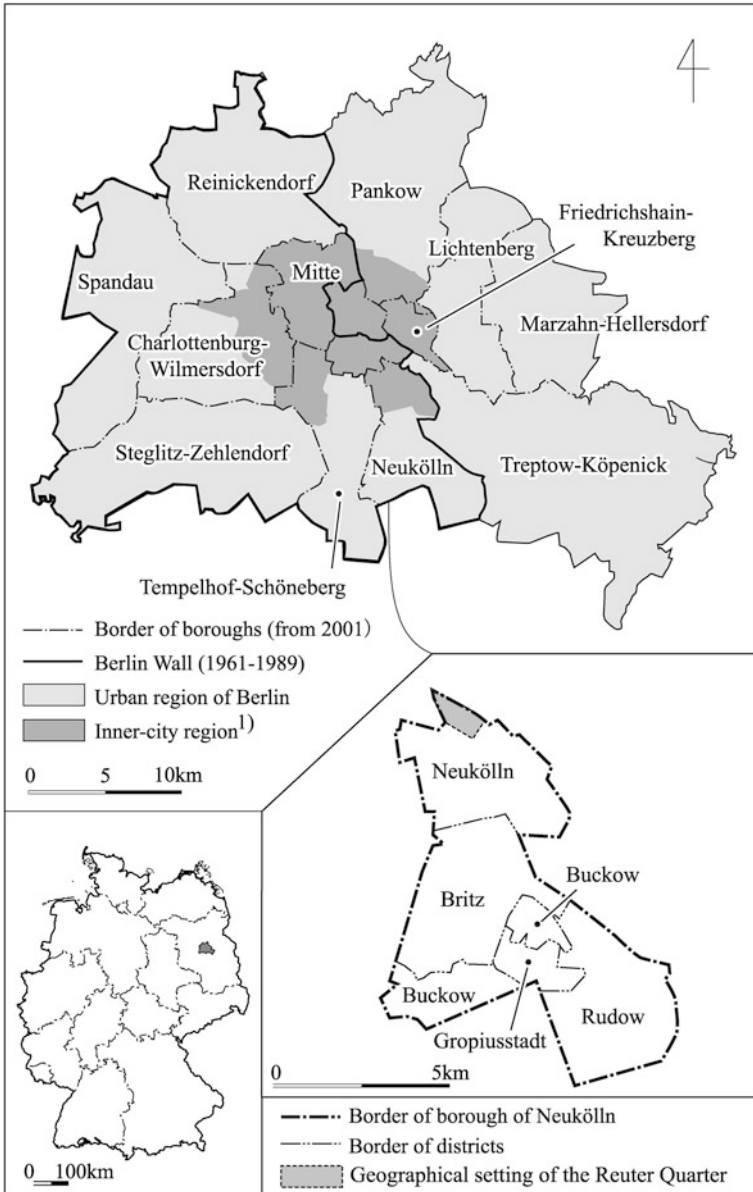 Reinickendorf
Pankow
Friedrichshain-
Kreuzberg
Lichtenberg
Mitte
Spandau
Marzahn-Hellersdorf
Charlottenburg-
Wilmersdorf
Steglitz-Zehlendorf
Neukölln
Treptow-Köpenick
Tempelhof-Schöneberg
Border of boroughs (from 2001)
Berlin Wall (1961-1989)
Urban region of Berlin
Inner-city region1)
0 5 10km
Neukölln
Buckow
Britz
Buckow
Rudow
Gropiusstadt
0 5km
0 100km
Border of borough of Neukölln
Border of districts
Geographical setting of the Reuter Quarter